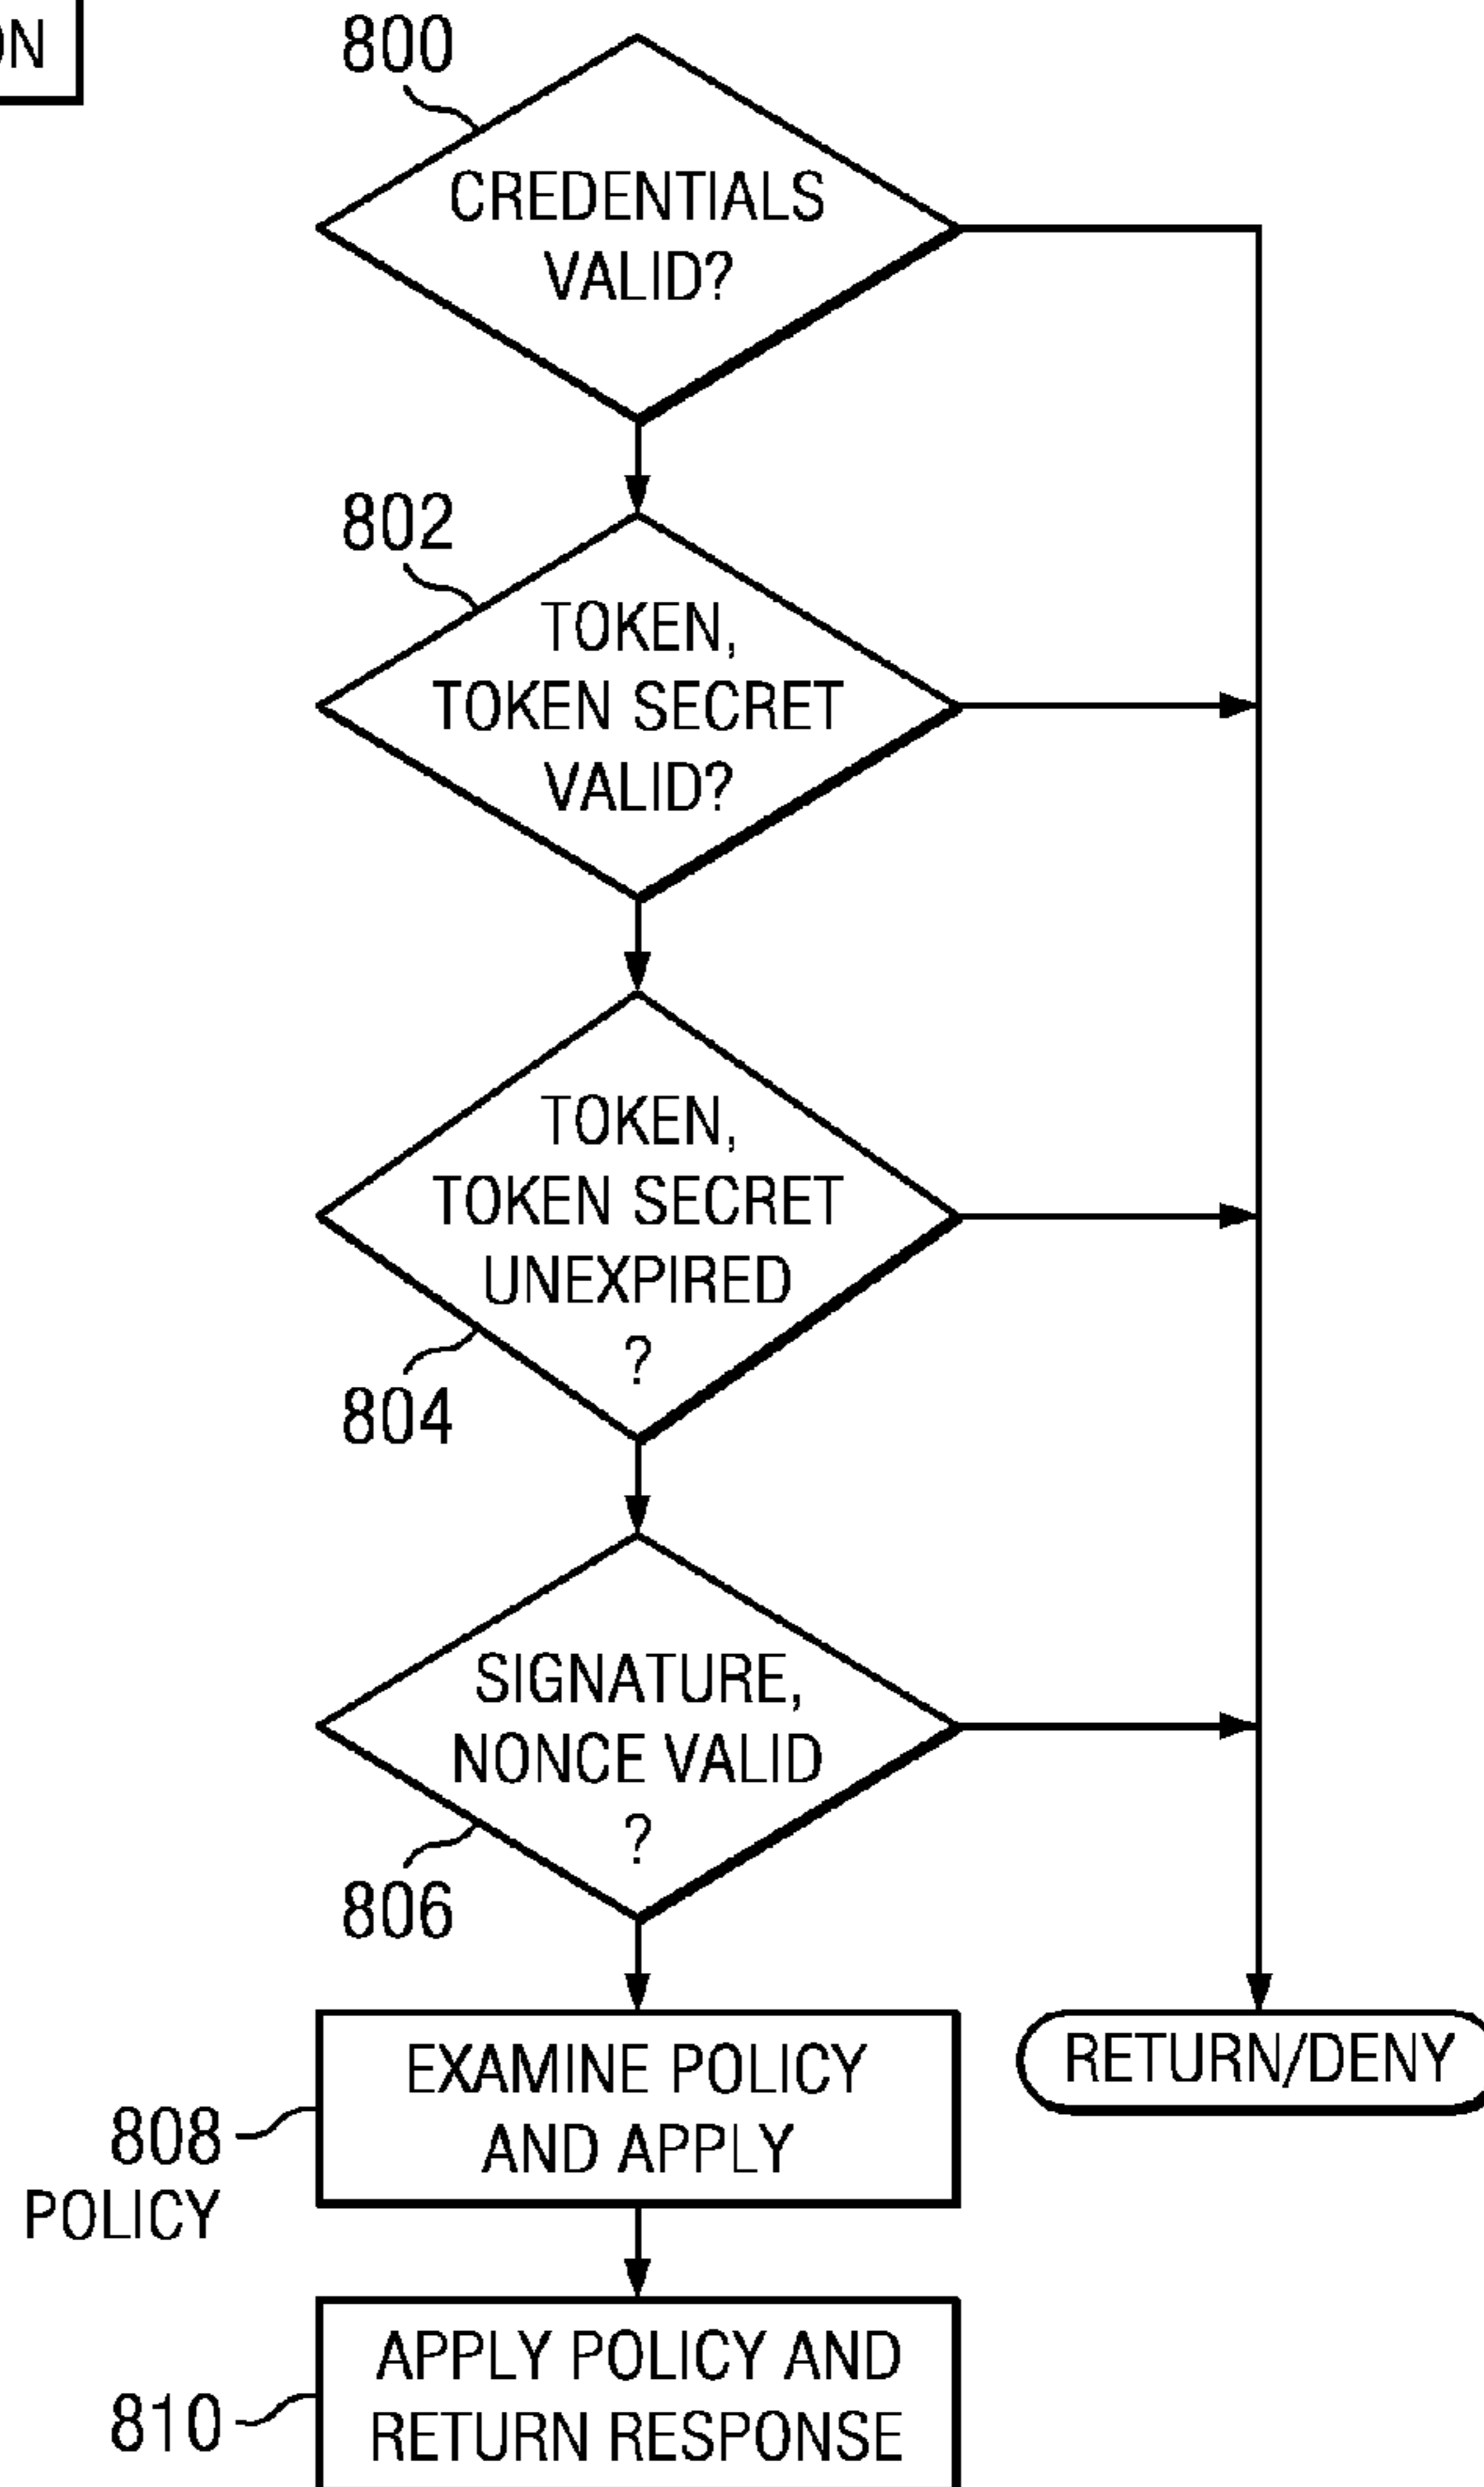 800
CREDENTIALS
VALID?
802
TOKEN,
TOKEN SECRET
VALID?
TOKEN,
TOKEN SECRET
UNEXPIRED
?
804
SIGNATURE,
NONCE VALID
?
806
EXAMINE POLICY
AND APPLY
RETURN/DENY
808
POLICY
APPLY POLICY AND
RETURN RESPONSE
810